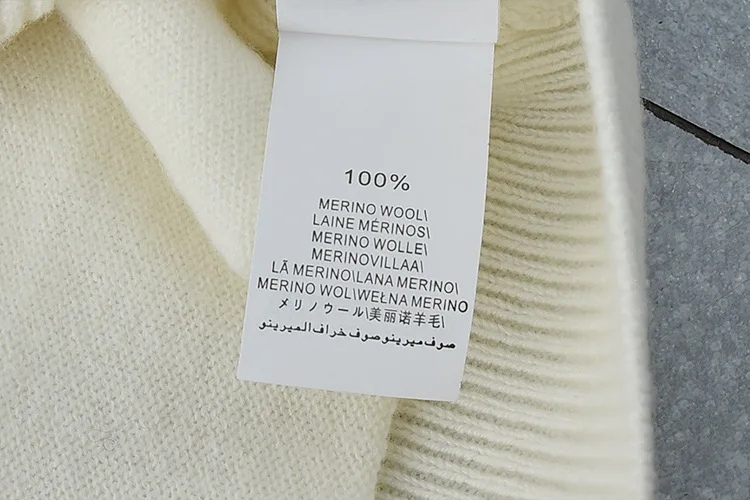 100%
MERINO WOOL\
LAINE MÉRINOS\
MERINO WOLLE\
MERINOVILLAA\
LÃ MERINO\LANA MERINO\
MERINO WOL\WEŁNA MERINO
メリノウール\美丽诺羊毛\
صوف ميرينو صوف خراف الميرينو